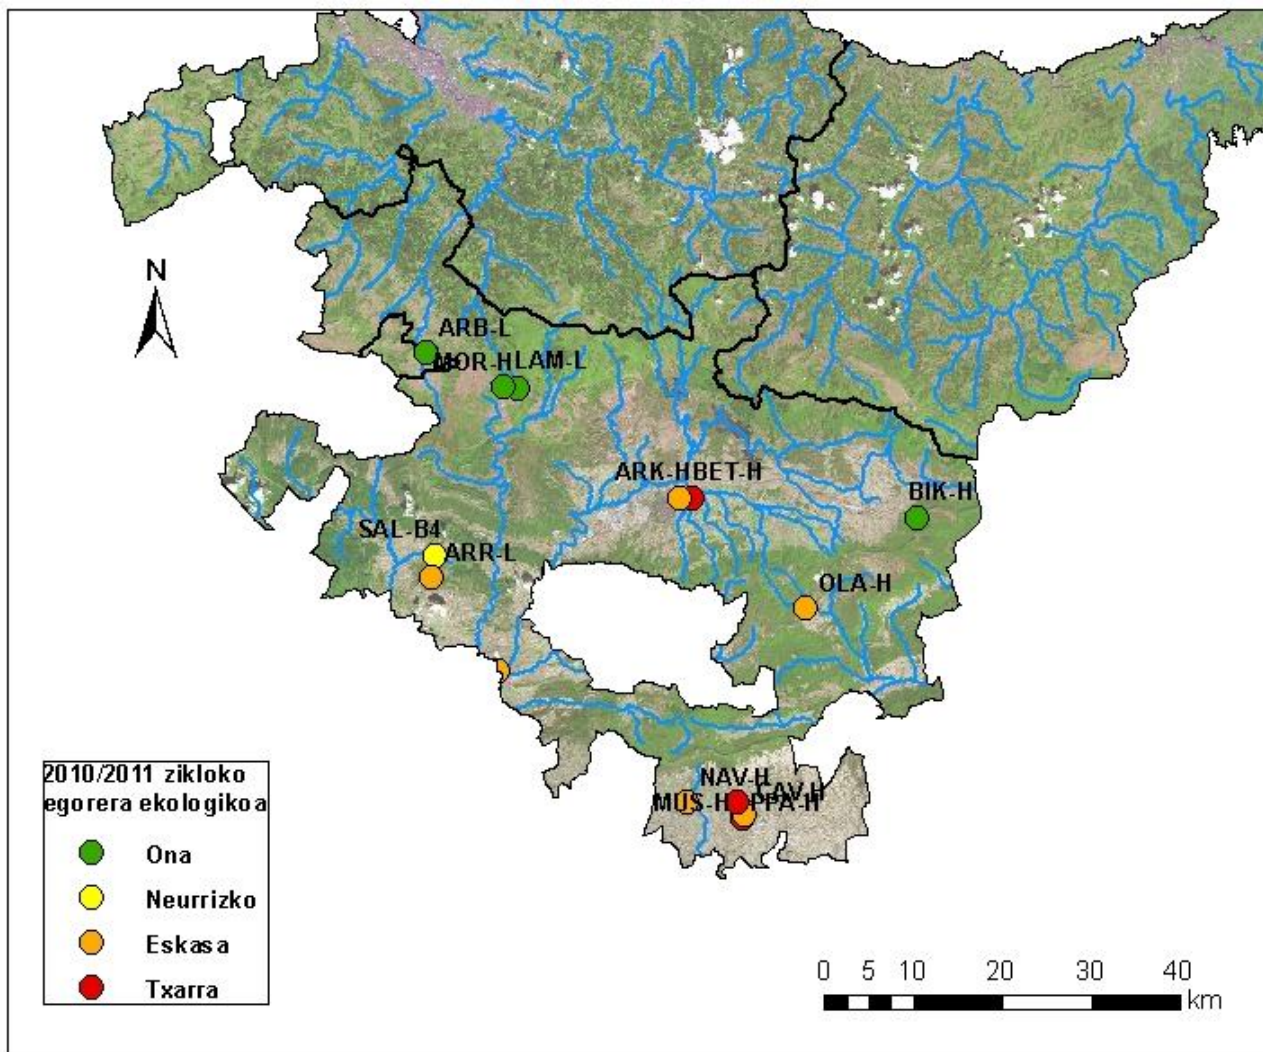 N
ARB-L
MOR-H LAM-L
ARK-H BET-H
BIK-H
SAL-B4
ARR-L
OLA-H
NAV-H
MUS-H PPA-H
2010/2011 zikloko
egorera ekologikoa
Ona
Neurrizko
Eskasa
Txarra
0 5 10 20 30 40
km